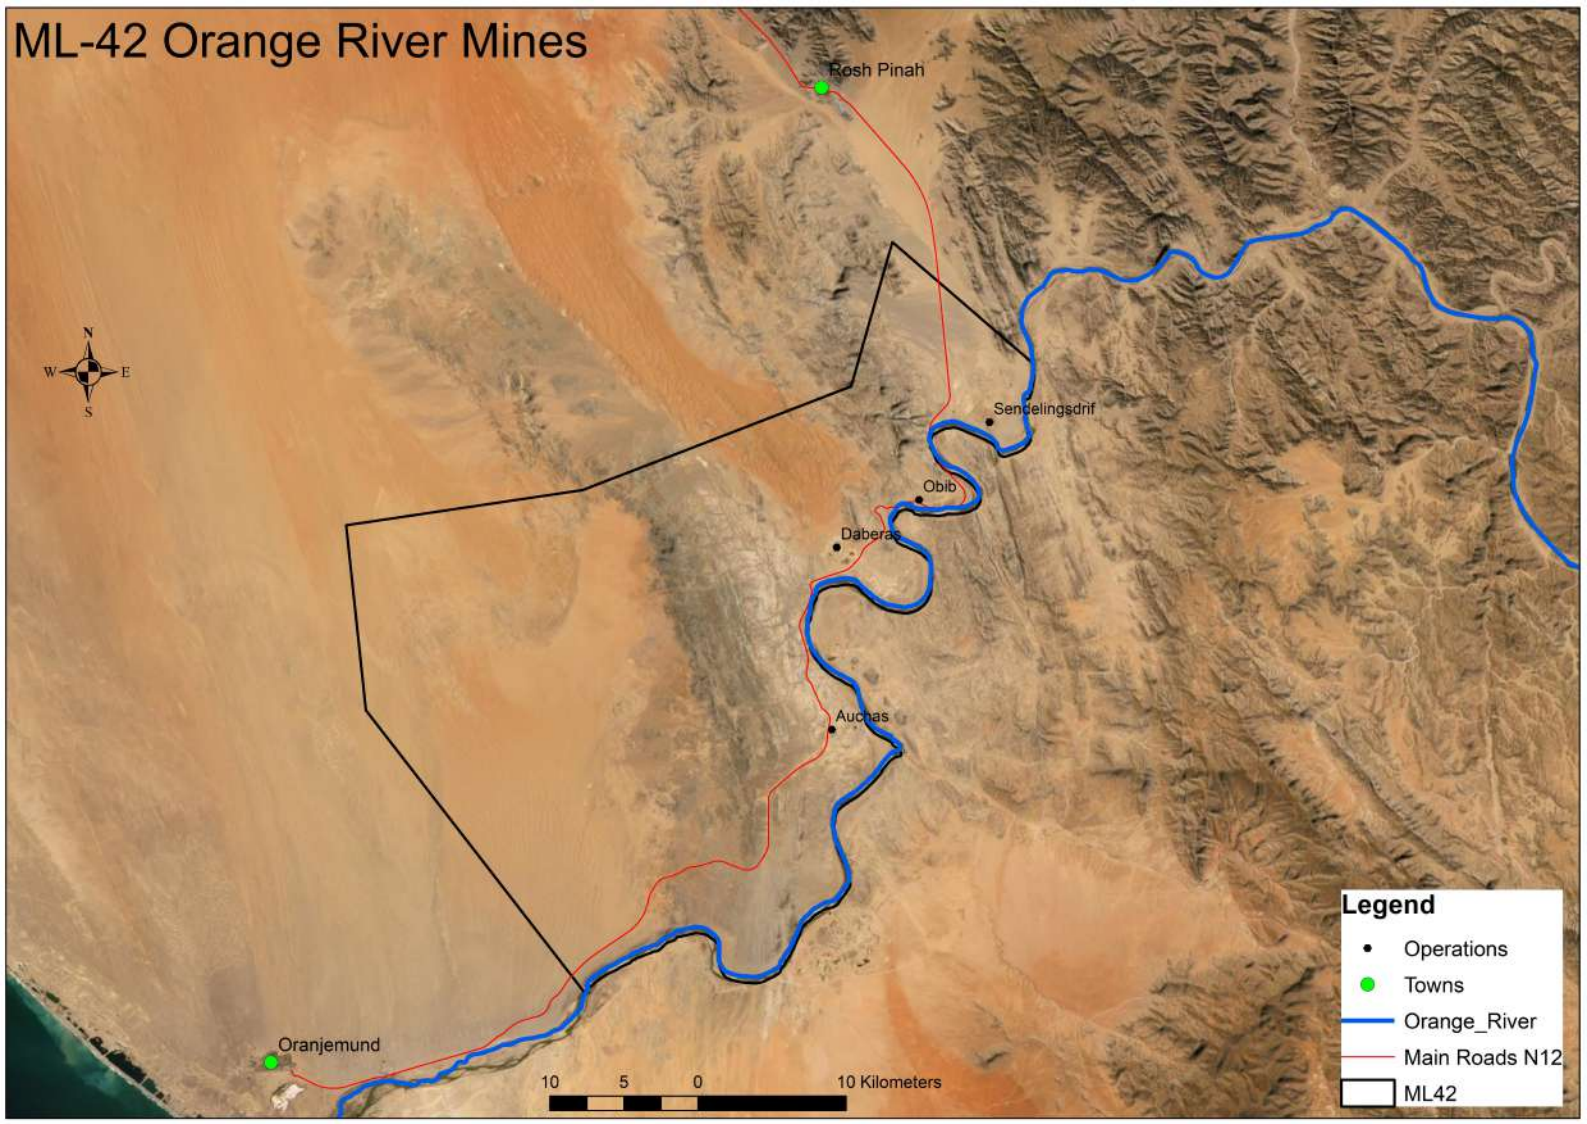 ML-42 Orange River Mines
Rosh Pinah
N
W E
S
Sendelingsdrif
Obib
Daberas
Auchas
Oranjemund
10 5 0 10 Kilometers
Legend
Operations
Towns
Orange_River
Main Roads N12
ML42